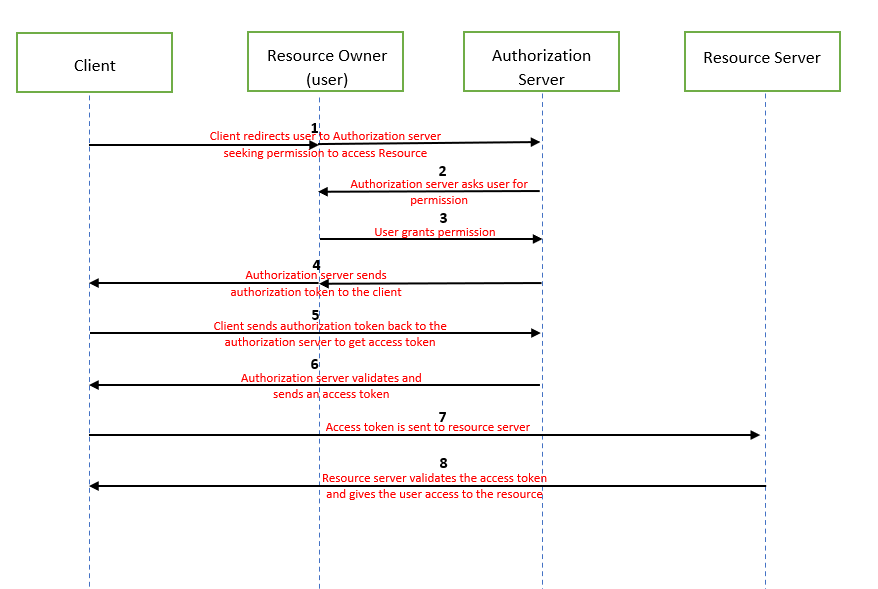 Client
Resource Owner
(user)
Authorization
Server
Resource Server
1
Client redirects user to Authorization server
seeking permission to access Resource
2
Authorization server asks user for
permission
3
User grants permission
4
Authorization server sends
authorization token to the client
5
Client sends authorization token back to the
authorization server to get access token
6
Authorization server validates and
sends an access token
7
Access token is sent to resource server
8
Resource server validates the access token
and gives the user access to the resource